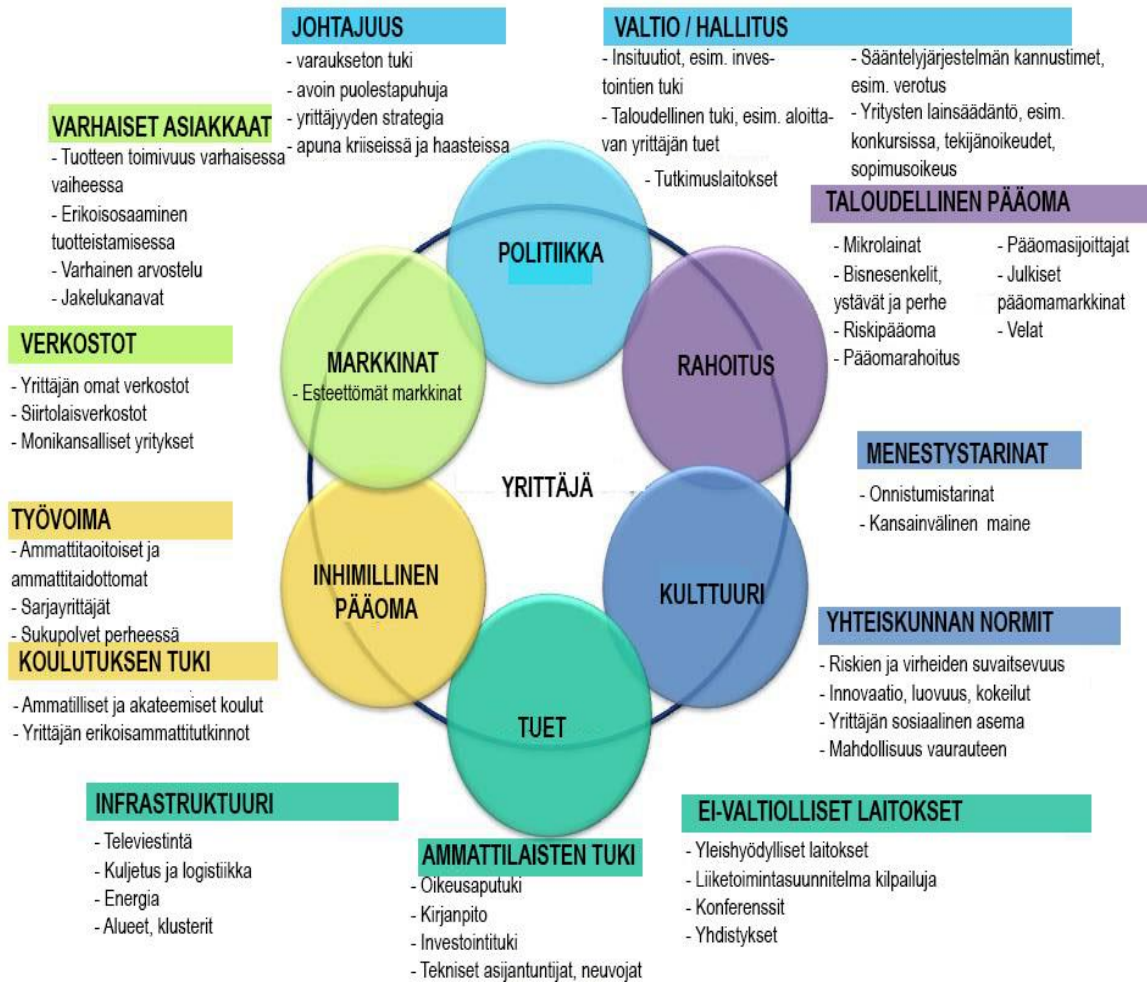 JOHTAJUUS
- varaukseton tuki
- avoin puolestapuhuja
- yrittäjyyden strategia
- apuna kriiseissä ja haasteissa
VALTIO / HALLITUS
- Insituutiot, esim. inves-
tointien tuki
- Taloudellinen tuki, esim. aloitta-
van yrittäjän tuet
- Tutkimuslaitokset
- Sääntelyjärjestelmän kannustimet,
esim. verotus
- Yritysten lainsäädäntö, esim.
konkursissa, tekijänoikeudet,
sopimusoikeus
VARHAISET ASIAKKAAT
- Tuotteen toimivuus varhaisessa
vaiheessa
- Erikoisosaaminen
tuotteistamisessa
- Varhainen arvostelu
- Jakelukanavat
TALOUDELLINEN PÄÄOMA
- Mikrolainat
- Bisnesenkelit,
ystävät ja perhe
- Riskipääoma
- Pääomarahoitus
- Pääomasijoittajat
- Julkiset
pääomamarkkinat
- Velat
POLITIIKKA
VERKOSTOT
- Yrittäjän omat verkostot
- Siirtolaisverkostot
- Monikansalliset yritykset
MARKKINAT
- Esteettömät markkinat
RAHOITUS
MENESTYSTARINAT
- Onnistumistarinat
- Kansainvälinen maine
YRITTÄJÄ
TYÖVOIMA
- Ammattitaoitoiset ja
ammattitaidottomat
- Sarjayrittäjät
- Sukupolvet perheessä
INHIMILLINEN
PÄÄOMA
KULTTUURI
YHTEISKUNNAN NORMIT
- Riskien ja virheiden suvaitsevuus
- Innovaatio, luovuus, kokeilut
- Yrittäjän sosiaalinen asema
- Mahdollisuus vaurauteen
KOULUTUKSEN TUKI
- Ammatilliset ja akateemiset koulut
- Yrittäjän erikoisammattitutkinnot
TUET
INFRASTRUKTUURI
- Televiestintä
- Kuljetus ja logistiikka
- Energia
- Alueet, klusterit
AMMATTILAISTEN TUKI
- Oikeusaputuki
- Kirjanpito
- Investointituki
- Tekniset asijantuntijat, neuvojat
EI-VALTIOLLISET LAITOKSET
- Yleishyödylliset laitokset
- Liiketoimintasuunnitelma kilpailuja
- Konferenssit
- Yhdistykset